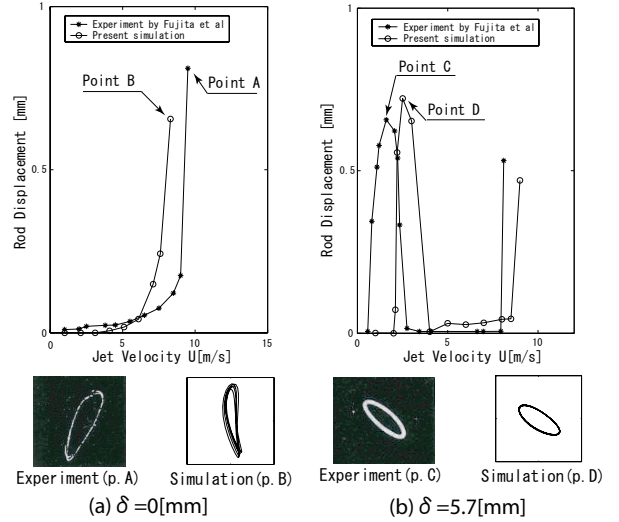 Experiment by Fujita et al
Present simulation
Point B
Point A
Rod Displacement [mm]
1
0.5
0
0 5 10 15
Jet Velocity U[m/s]
Experiment(p.A)
Simulation(p.B)
(a) δ=0[mm]
Experiment by Fujita et al
Present simulation
Point C
Point D
Rod Displacement [mm]
1
0.5
0
0 5 10
Jet Velocity U[m/s]
Experiment(p.C)
Simulation(p.D)
(b) δ=5.7[mm]